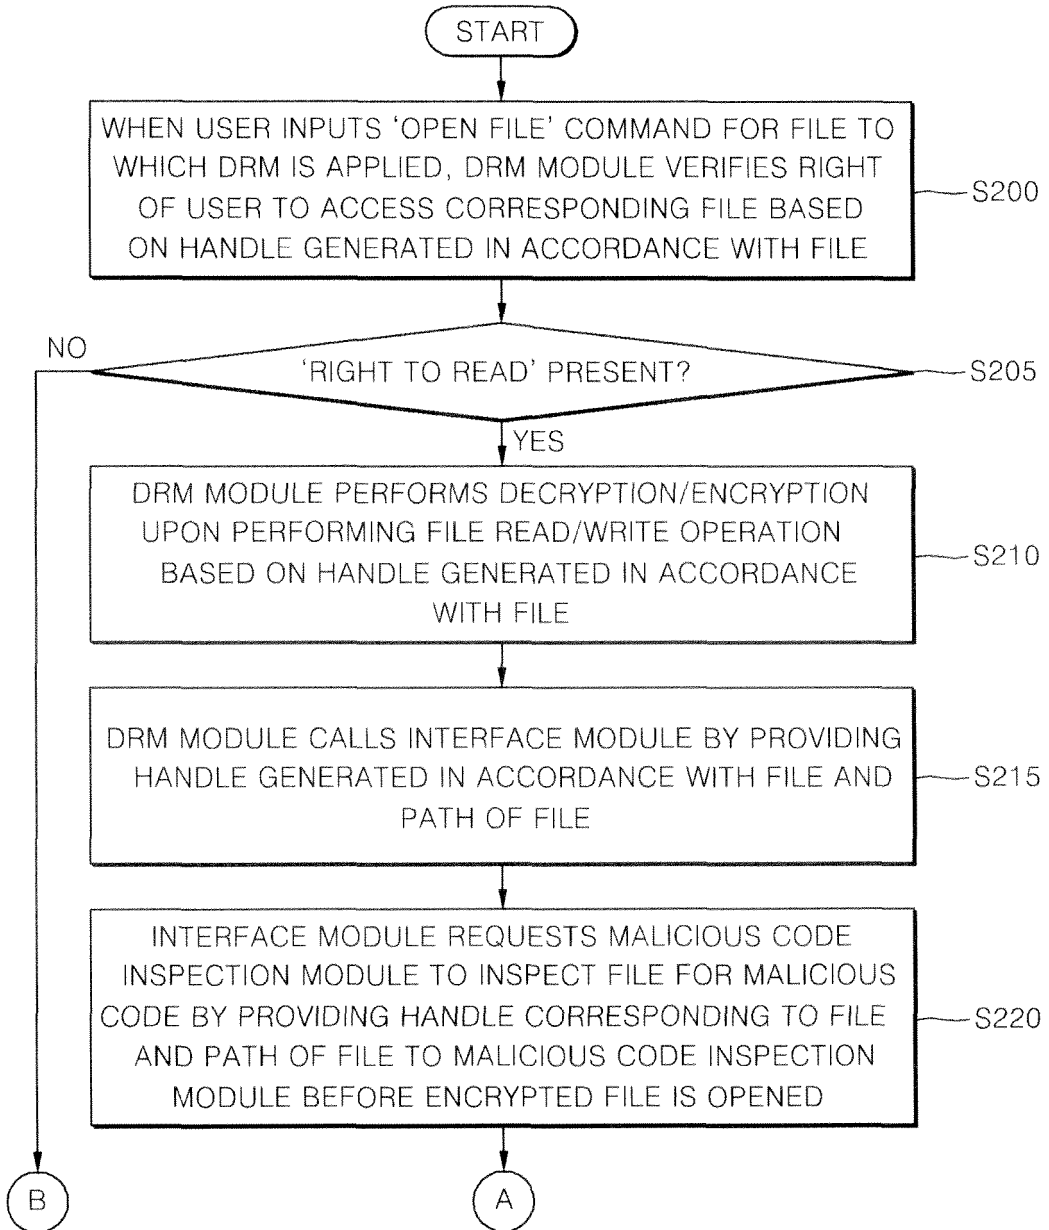 START
WHEN USER INPUTS 'OPEN FILE' COMMAND FOR FILE TO
WHICH DRM IS APPLIED, DRM MODULE VERIFIES RIGHT
OF USER TO ACCESS CORRESPONDING FILE BASED
ON HANDLE GENERATED IN ACCORDANCE WITH FILE
S200
NO
'RIGHT TO READ' PRESENT?
S205
YES
DRM MODULE PERFORMS DECRYPTION/ENCRYPTION
UPON PERFORMING FILE READ/WRITE OPERATION
BASED ON HANDLE GENERATED IN ACCORDANCE
WITH FILE
S210
DRM MODULE CALLS INTERFACE MODULE BY PROVIDING
HANDLE GENERATED IN ACCORDANCE WITH FILE AND
PATH OF FILE
S215
INTERFACE MODULE REQUESTS MALICIOUS CODE
INSPECTION MODULE TO INSPECT FILE FOR MALICIOUS
CODE BY PROVIDING HANDLE CORRESPONDING TO FILE
AND PATH OF FILE TO MALICIOUS CODE INSPECTION
MODULE BEFORE ENCRYPTED FILE IS OPENED
S220
B
A